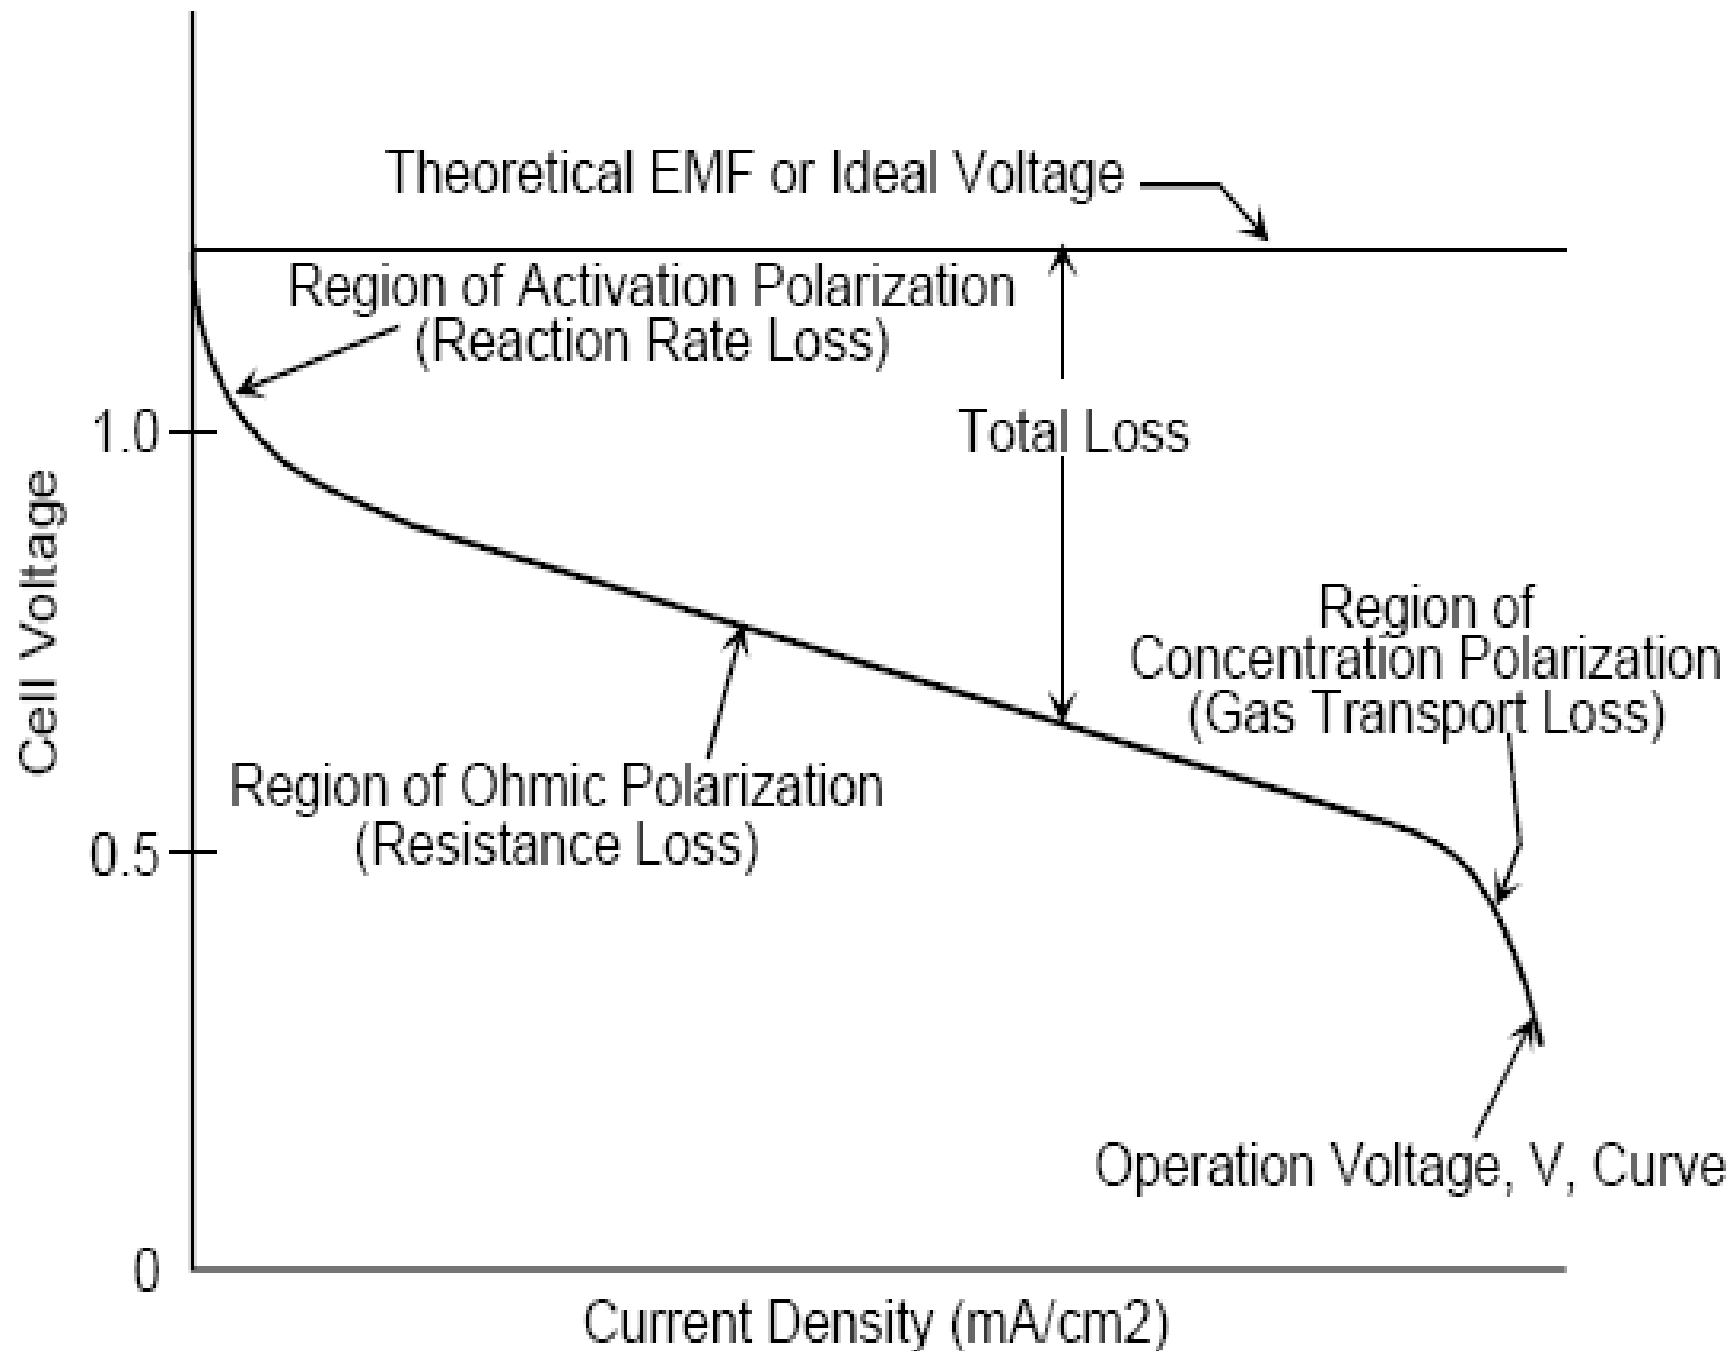 Theoretical EMF or Ideal Voltage
Region of Activation Polarization
(Reaction Rate Loss)
1.0
Total Loss
Cell Voltage
Region of
Concentration Polarization
(Gas Transport Loss)
Region of Ohmic Polarization
(Resistance Loss)
0.5
Operation Voltage, V, Curve
0
Current Density (mA/cm2)